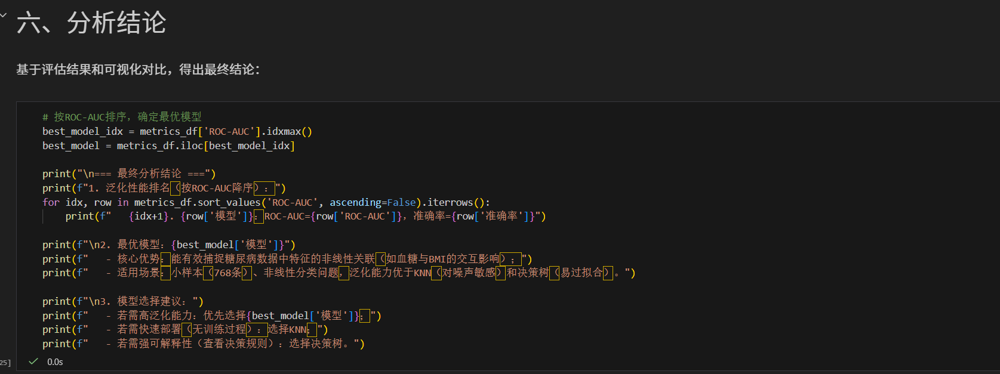 六、分析结论
基于评估结果和可视化对比，得出最终结论：
# 按ROC-AUC排序，确定最优模型
best_model_idx = metrics_df['ROC-AUC'].idxmax()
best_model = metrics_df.iloc[best_model_idx]
print("\n=== 最终分析结论 ===")
print(f"1. 泛化性能排名（按ROC-AUC降序）：")
for idx, row in metrics_df.sort_values('ROC-AUC', ascending=False).iterrows():
    print(f"   {idx+1}. {row['模型']}：ROC-AUC={row['ROC-AUC']}，准确率={row['准确率']}")
print(f"\n2. 最优模型：{best_model['模型']}")
print(f"   - 核心优势：能有效捕捉糖尿病数据中特征的非线性关联（如血糖与BMI的交互影响）；")
print(f"   - 适用场景：小样本（768条）、非线性分类问题，泛化能力优于KNN（对噪声敏感）和决策树（易过拟合）。")
print(f"\n3. 模型选择建议：")
print(f"   - 若需高泛化能力：优先选择{best_model['模型']}；")
print(f"   - 若需快速部署（无训练过程）：选择KNN；")
print(f"   - 若需强可解释性（查看决策规则）：选择决策树。")
25]
0.0s